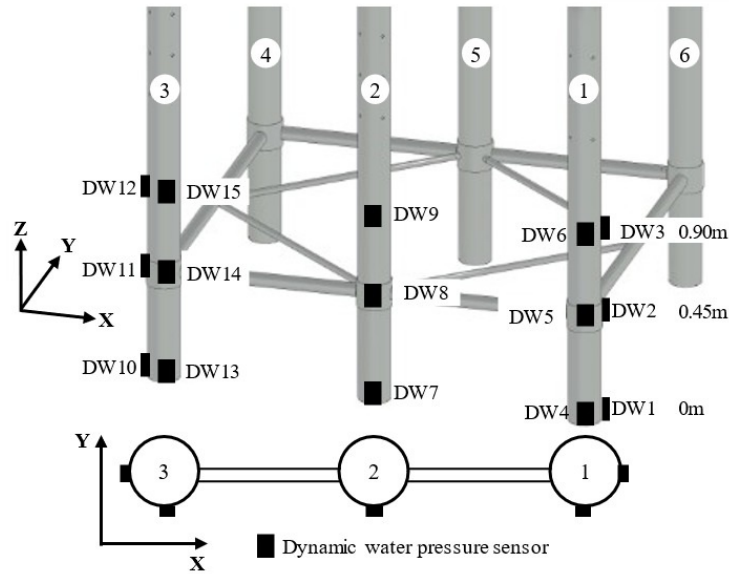 4
5
6
3
2
1
DW12
DW15
DW9
DW6
DW3
0.90m
Z
Y
X
DW11
DW14
DW8
DW5
DW2
0.45m
DW10
DW13
DW7
DW4
DW1
0m
Y
3
2
1
X
Dynamic water pressure sensor